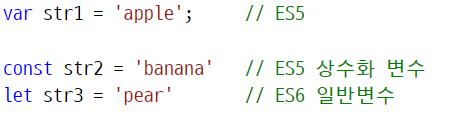 var str1 = 'apple';     // ES5
const str2 = 'banana'   // ES5 상수화 변수
let str3 = 'pear'       // ES6 일반변수